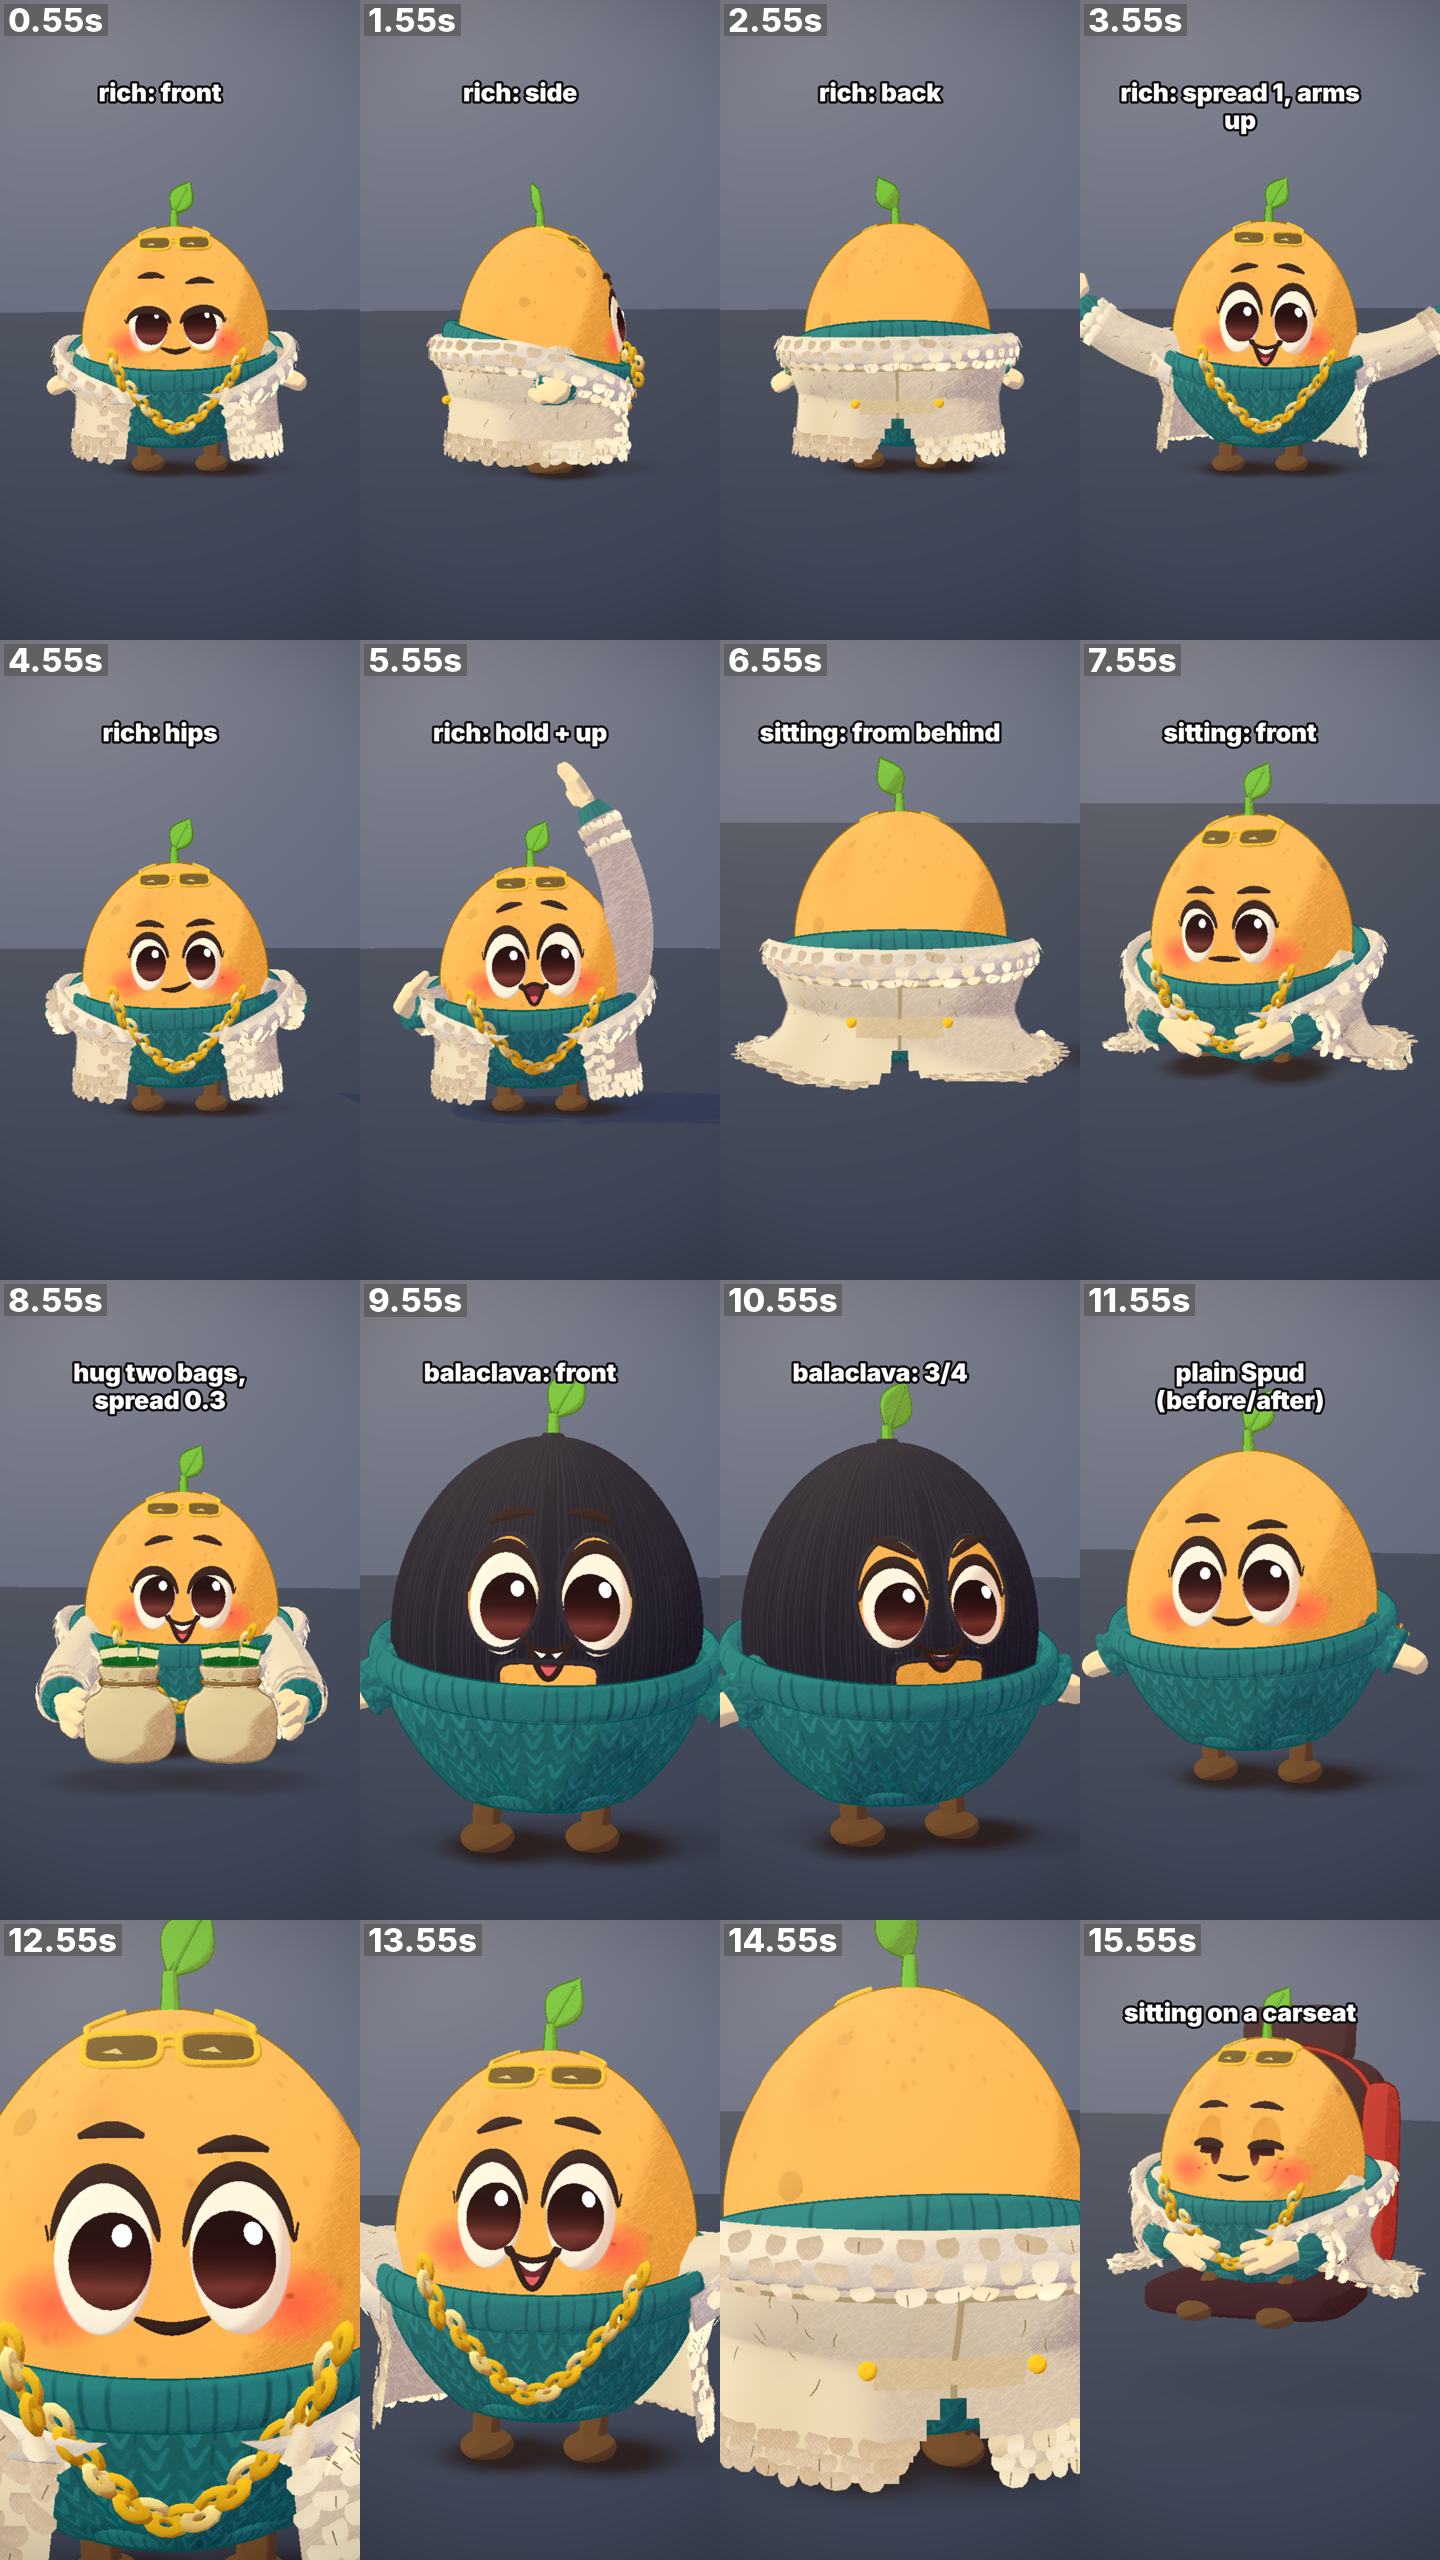 0.55s
rich: front
1.55s
rich: side
2.55s
rich: back
3.55s
rich: spread 1, arms
up
4.55s
rich: hips
5.55s
rich: hold + up
6.55s
sitting: from behind
7.55s
sitting: front
8.55s
hug two bags,
spread 0.3
9.55s
balaclava: front
10.55s
balaclava: 3/4
11.55s
plain Spud
(before/after)
12.55s
13.55s
14.55s
15.55s
sitting on a carseat